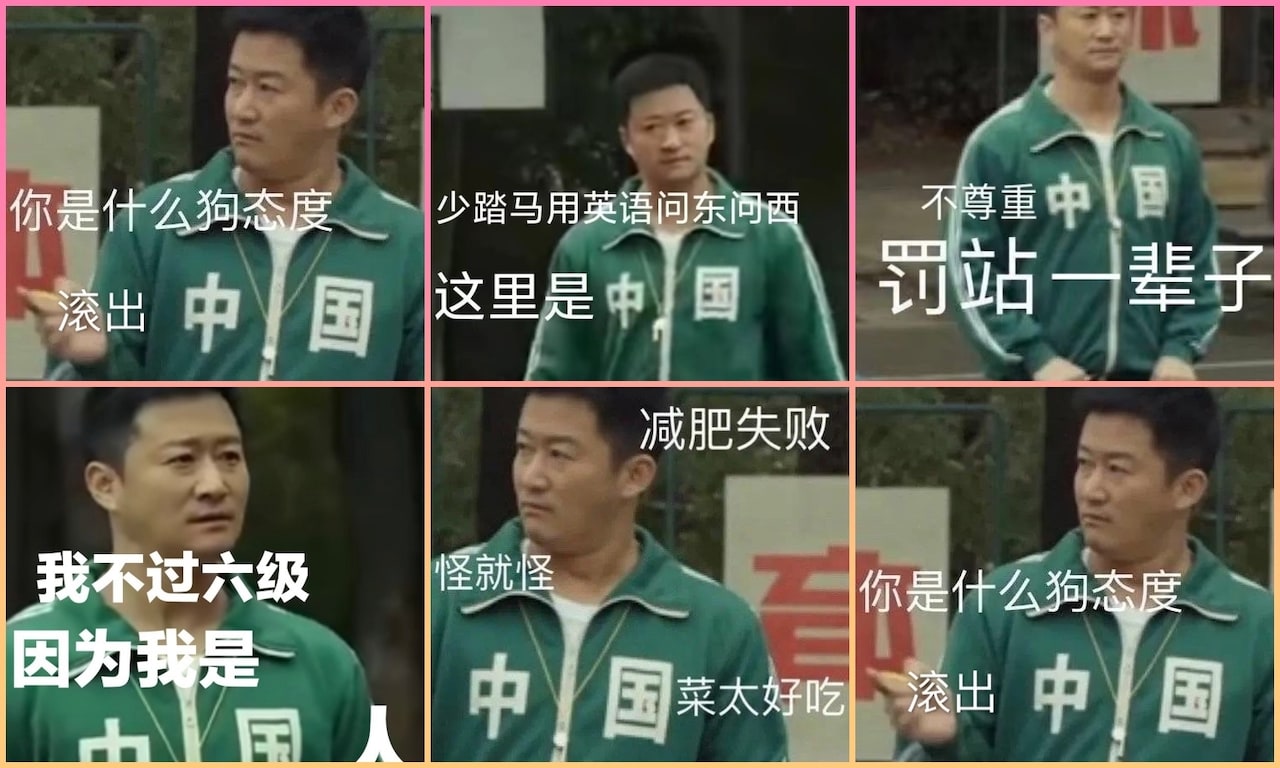 你是什么狗态度
滚出 中国
少踏马用英语问东问西
这里是 中国
不尊重 中国
罚站一辈子
我不过六级
因为我是
中国 人
减肥失败
怪就怪
中国 菜太好吃
育
你是什么狗态度
滚出 中国